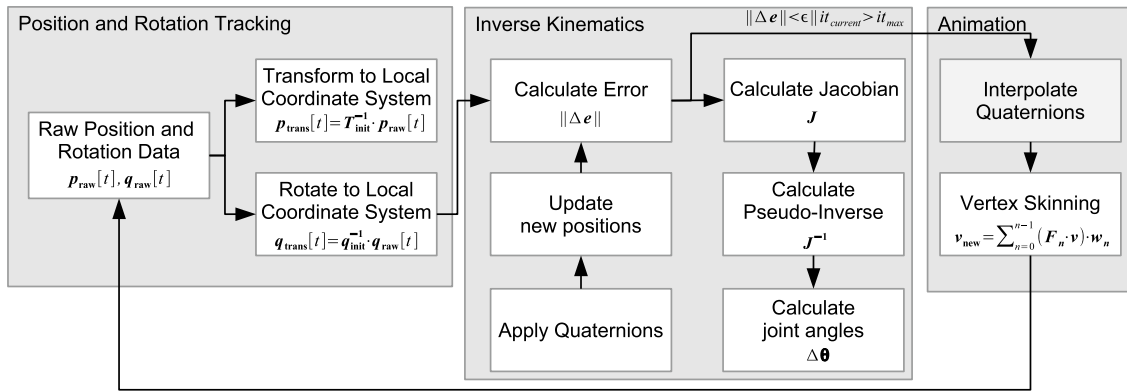 Position and Rotation Tracking
Raw Position and
Rotation Data
p_raw[t], q_raw[t]
Transform to Local
Coordinate System
p_trans[t]=T_init^−1·p_raw[t]
Rotate to Local
Coordinate System
q_trans[t]=q_init^−1·q_raw[t]
Inverse Kinematics
Calculate Error
‖Δe‖
Update
new positions
Apply Quaternions
‖Δe‖<ϵ‖it_current>it_max
Calculate Jacobian
J
Calculate
Pseudo-Inverse
J^−1
Calculate
joint angles
Δθ
Animation
Interpolate
Quaternions
Vertex Skinning
v_new=∑_{n=0}^{n−1}(F_n·v)·w_n